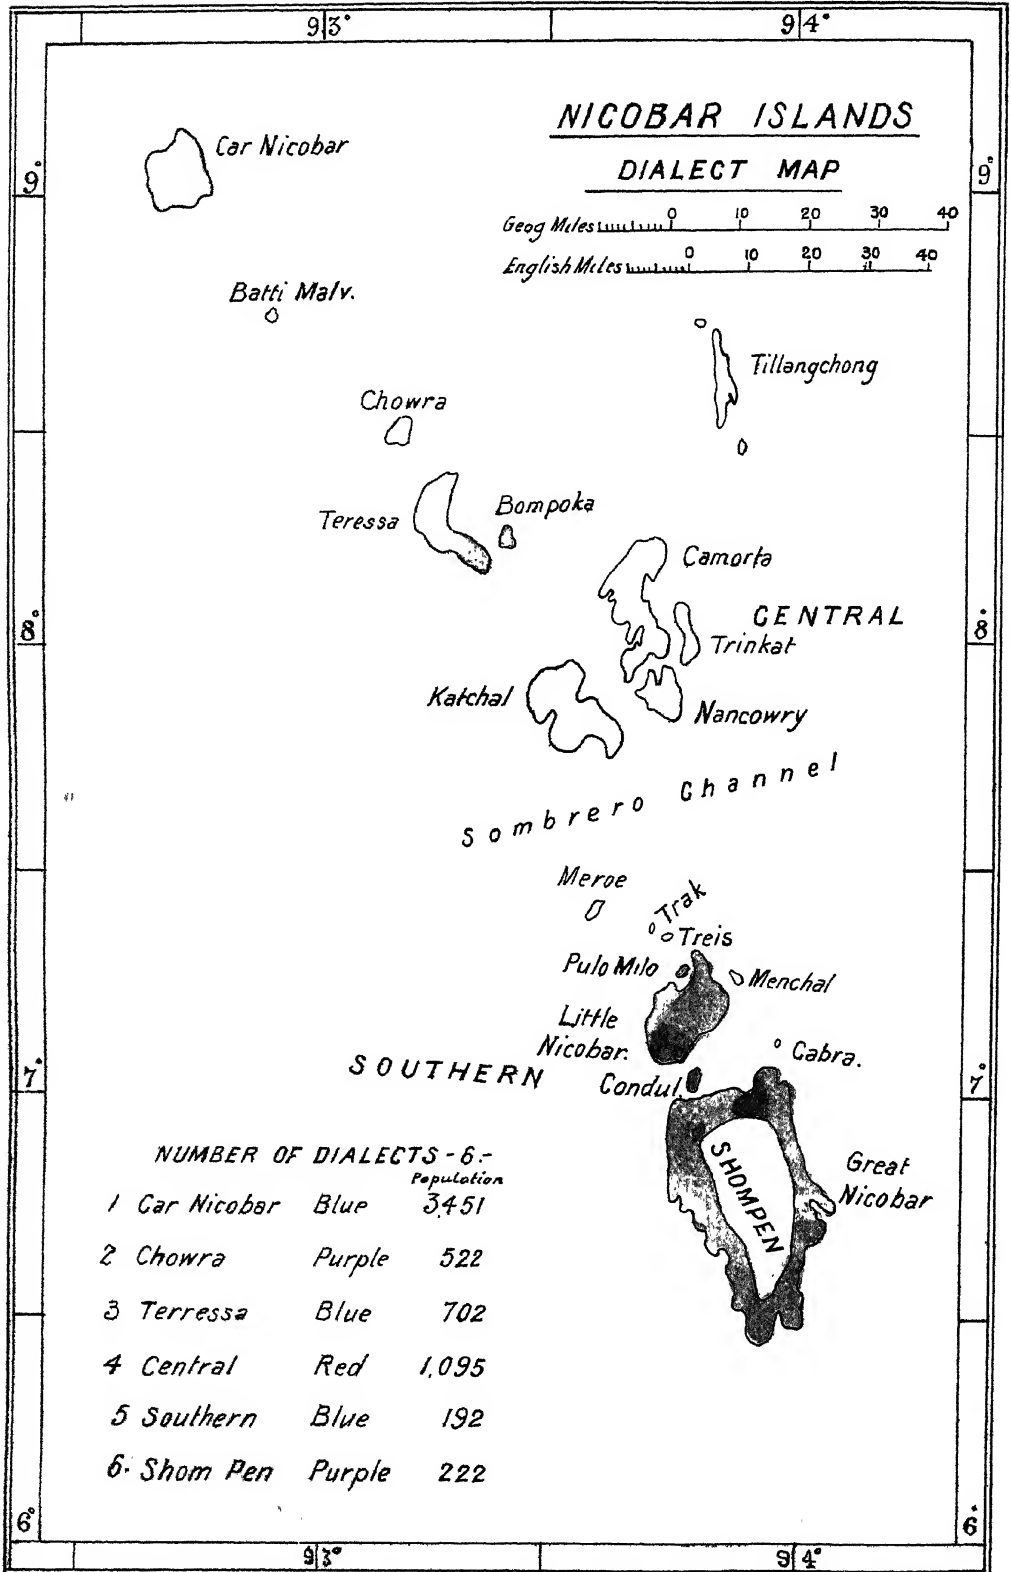 93° 94°
NICOBAR ISLANDS
DIALECT MAP
Geog Miles 0 10 20 30 40
English Miles 0 10 20 30 40
Car Nicobar
9° 9°
Batti Malv.
Tillangchong
Chowra
Bompoka
Teressa
Camorta
CENTRAL
8° 8°
Trinkat
Katchal
Nancowry
Sombrero Channel
Meroe
Trak
Treis
Pulo Milo
Menchal
Little
Nicobar.
Cabra.
SOUTHERN
Condul.
7° 7°
SHOMPEN
Great
Nicobar
NUMBER OF DIALECTS - 6:-
Population
1 Car Nicobar Blue 3,451
2 Chowra Purple 522
3 Terressa Blue 702
4 Central Red 1,095
5 Southern Blue 192
6. Shom Pen Purple 222
6° 6°
93° 94°